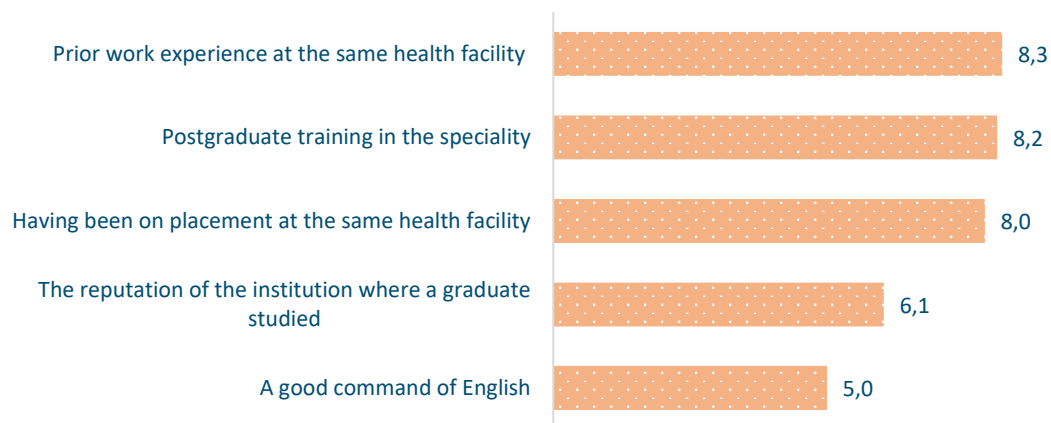 Prior work experience at the same health facility
8,3
Postgraduate training in the speciality
8,2
Having been on placement at the same health facility
8,0
The reputation of the institution where a graduate
studied
6,1
A good command of English
5,0